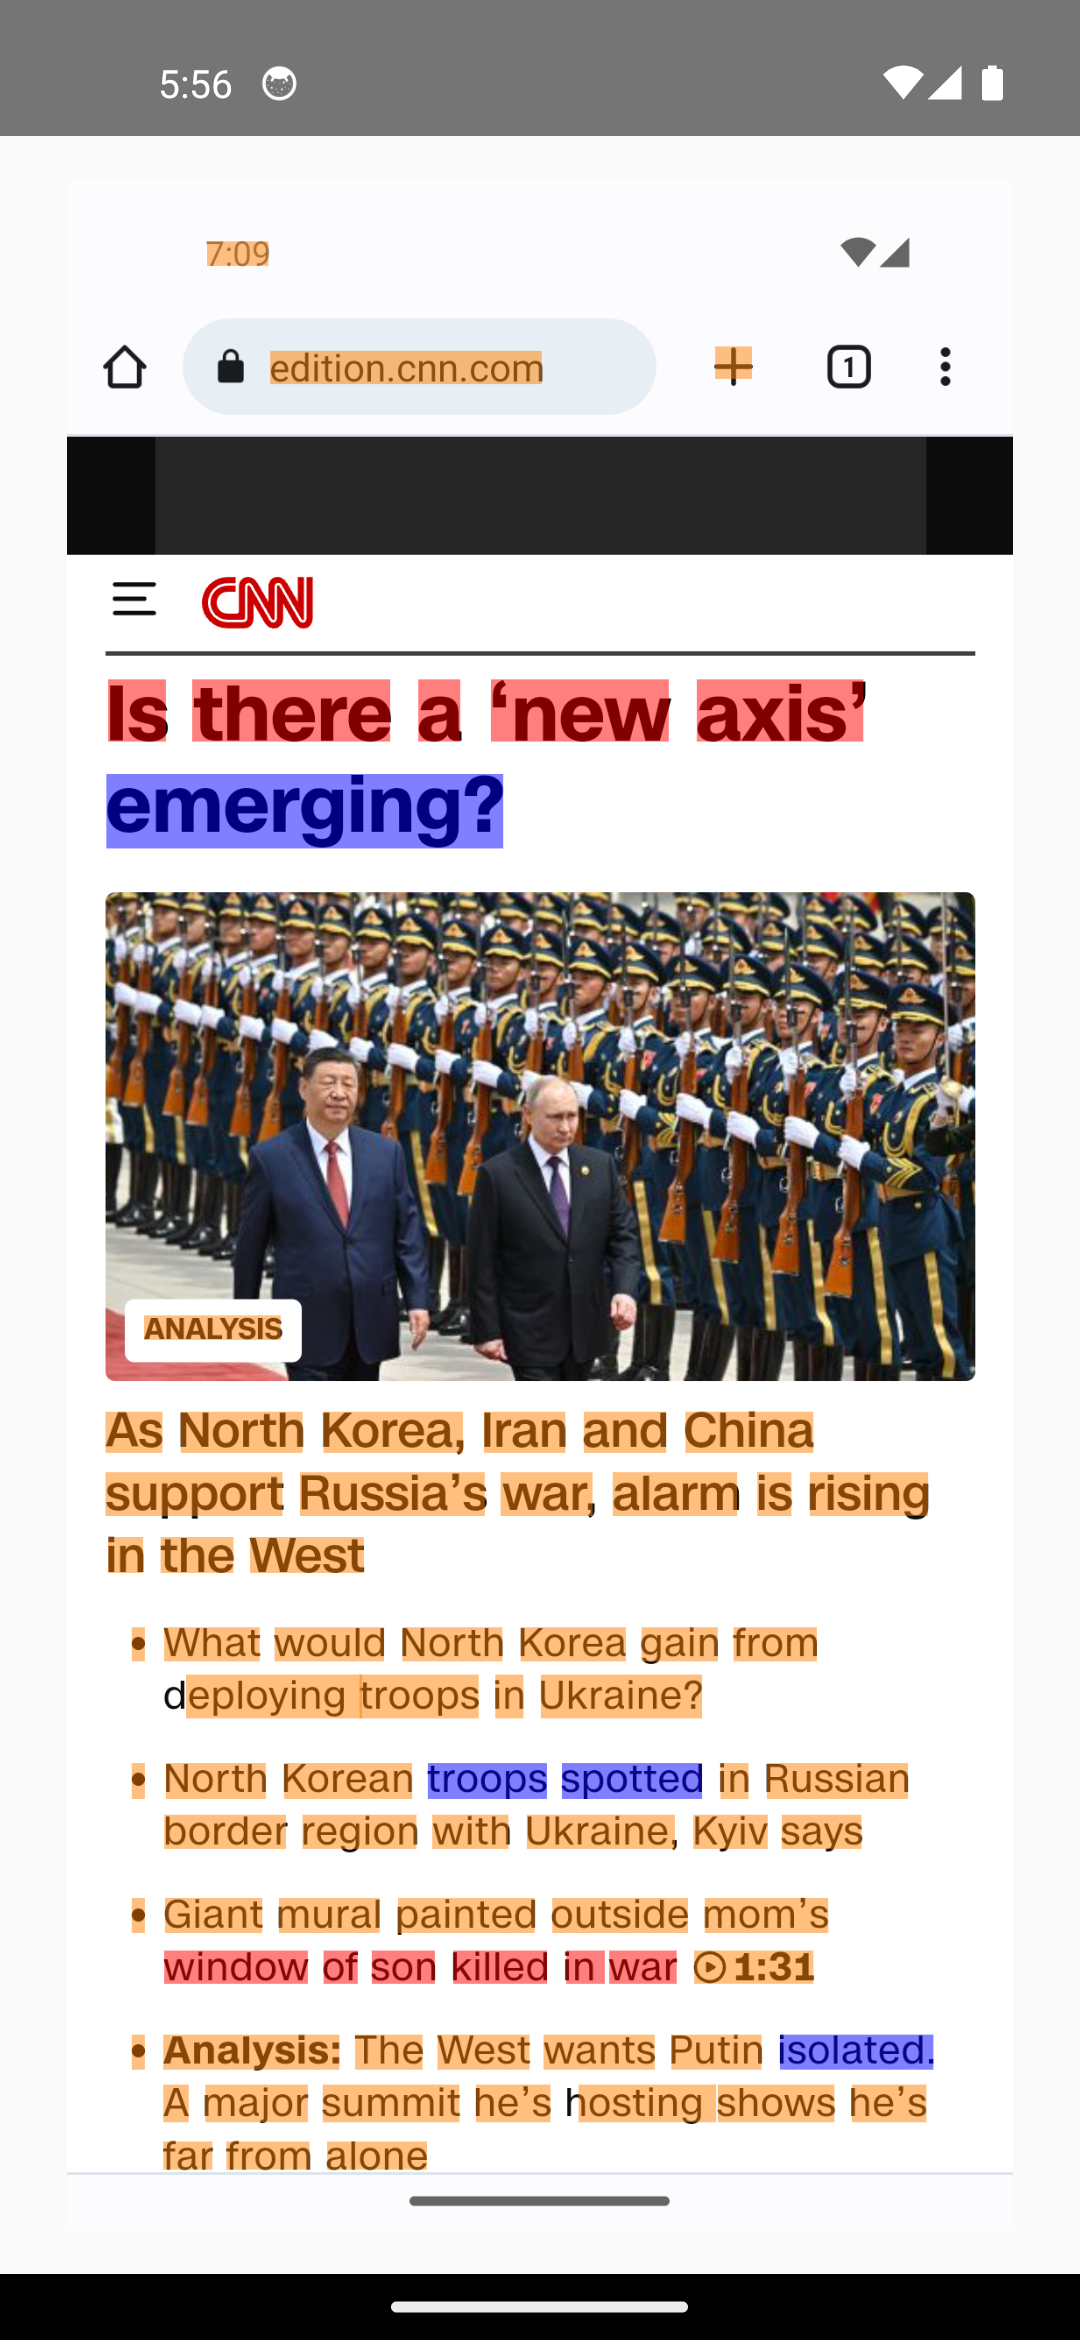 5:56
7:09
edition.cnn.com
1
CNN
Is there a ‘new axis’
emerging?
ANALYSIS
As North Korea, Iran and China
support Russia’s war, alarm is rising
in the West
• What would North Korea gain from
deploying troops in Ukraine?
• North Korean troops spotted in Russian
border region with Ukraine, Kyiv says
• Giant mural painted outside mom’s
window of son killed in war 1:31
• Analysis: The West wants Putin isolated.
A major summit he’s hosting shows he’s
far from alone